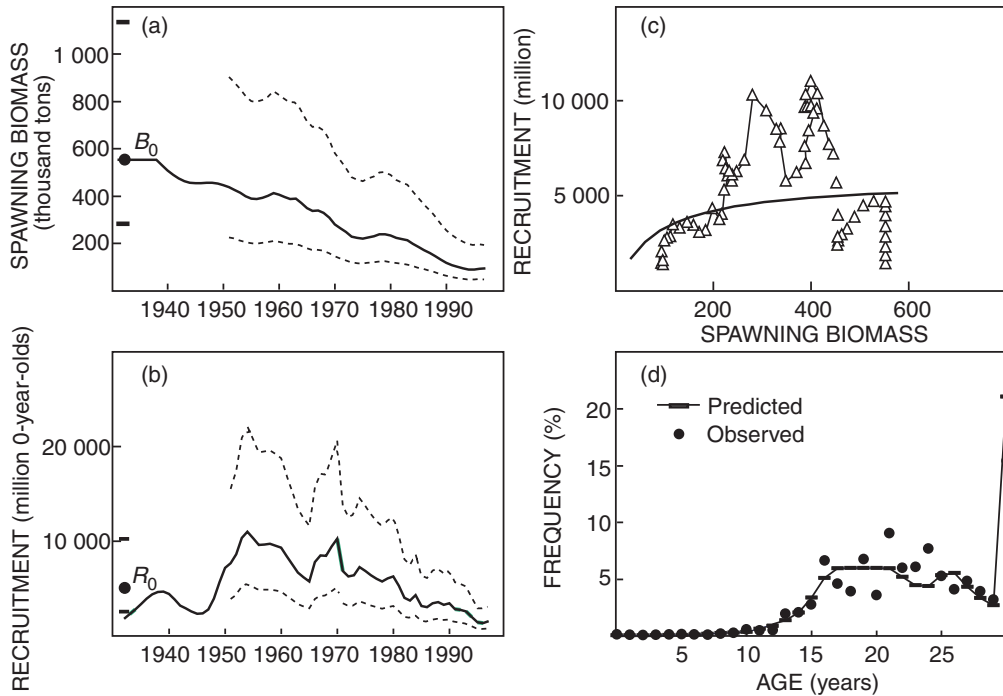 (a)
SPAWNING BIOMASS
(thousand tons)
1 000
800
600
400
200
B0
1940 1950 1960 1970 1980 1990
(c)
RECRUITMENT (million)
10 000
5 000
200 400 600
SPAWNING BIOMASS
(b)
RECRUITMENT (million 0-year-olds)
20 000
10 000
R0
1940 1950 1960 1970 1980 1990
(d)
FREQUENCY (%)
20
15
10
5
Predicted
Observed
5 10 15 20 25
AGE (years)